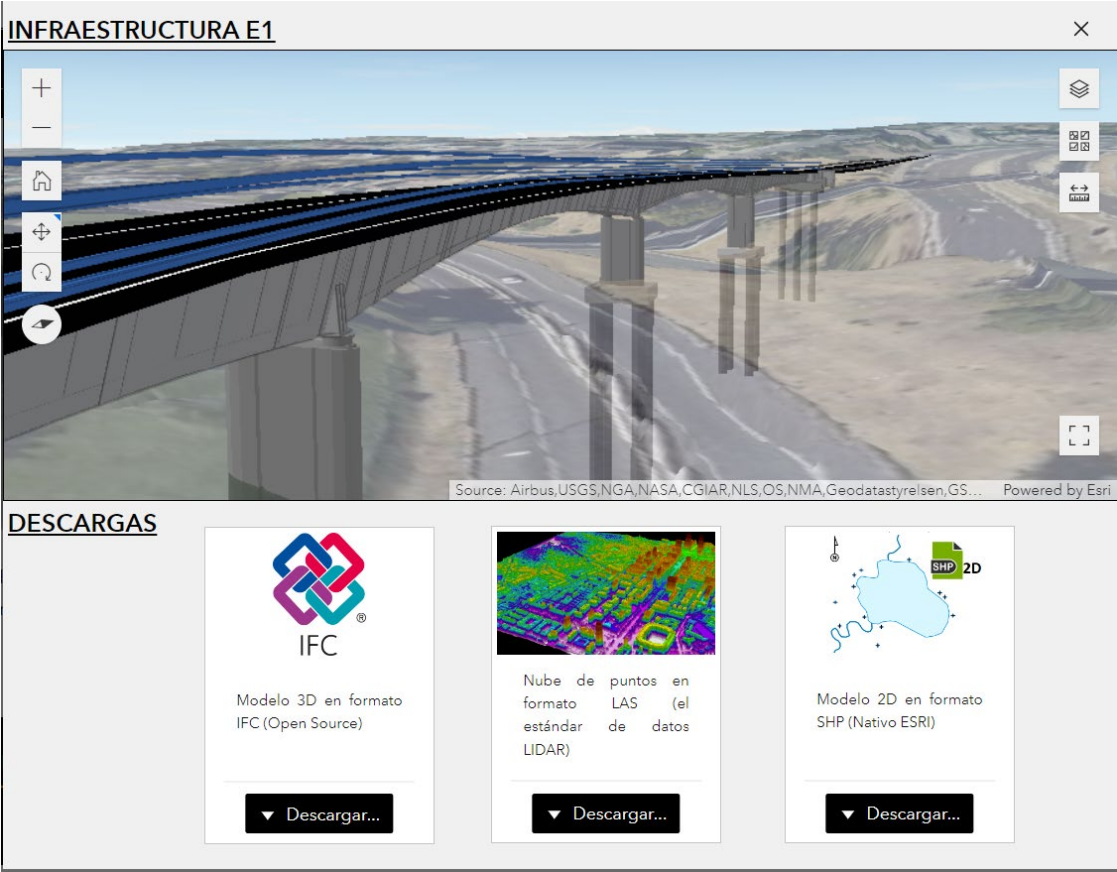 INFRAESTRUCTURA E1
Source: Airbus,USGS,NGA,NASA,CGIAR,NLS,OS,NMA,Geodatastyrelsen,GS...
Powered by Esri
DESCARGAS
®
IFC
Modelo 3D en formato
IFC (Open Source)
Descargar...
Nube de puntos en
formato LAS (el
estándar de datos
LIDAR)
Descargar...
N
SHP 2D
Modelo 2D en formato
SHP (Nativo ESRI)
Descargar...